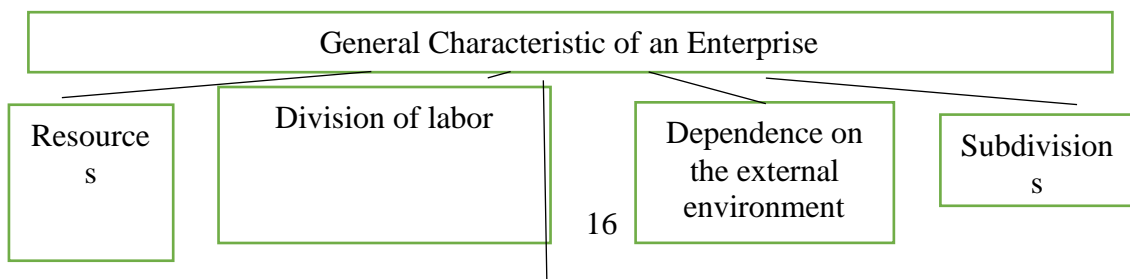 General Characteristic of an Enterprise
Resource
s
Division of labor
Dependence on
the external
environment
Subdivision
s
16